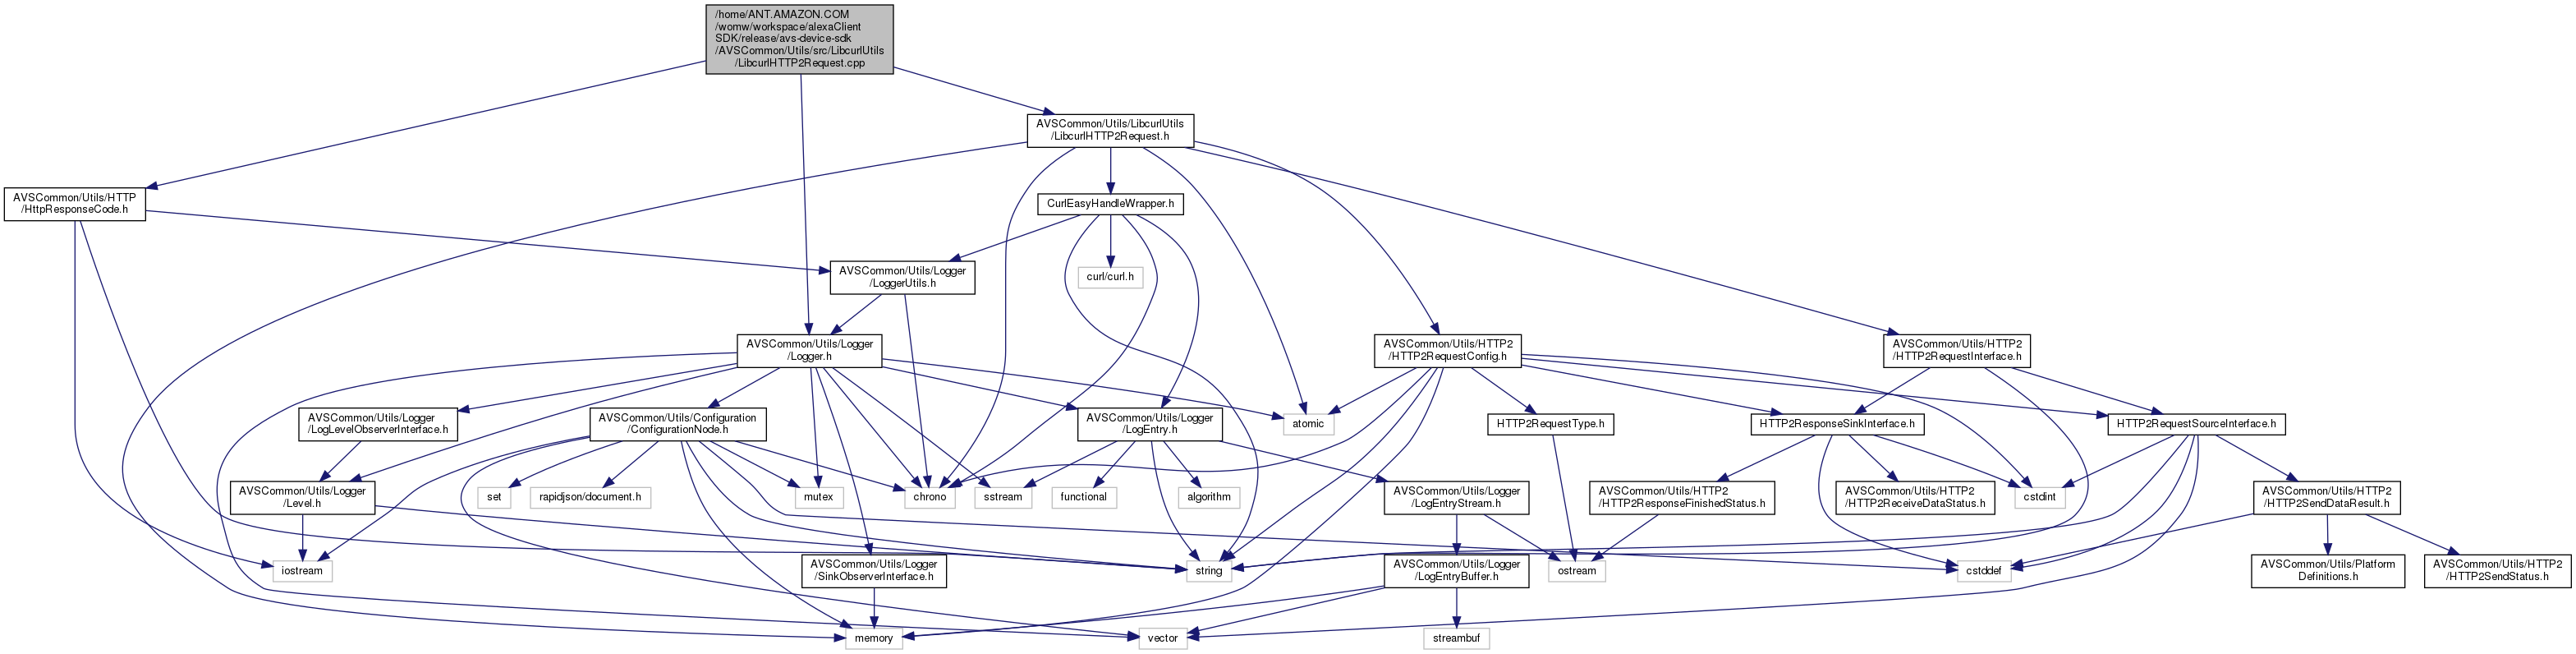 /home/ANT.AMAZON.COM
/womw/workspace/alexaClient
SDK/release/avs-device-sdk
/AVSCommon/Utils/src/LibcurlUtils
/LibcurlHTTP2Request.cpp
AVSCommon/Utils/LibcurlUtils
/LibcurlHTTP2Request.h
AVSCommon/Utils/HTTP
/HttpResponseCode.h
CurlEasyHandleWrapper.h
AVSCommon/Utils/Logger
/LoggerUtils.h
curl/curl.h
AVSCommon/Utils/Logger
/Logger.h
AVSCommon/Utils/HTTP2
/HTTP2RequestConfig.h
AVSCommon/Utils/HTTP2
/HTTP2RequestInterface.h
AVSCommon/Utils/Logger
/LogLevelObserverInterface.h
AVSCommon/Utils/Configuration
/ConfigurationNode.h
AVSCommon/Utils/Logger
/LogEntry.h
atomic
HTTP2RequestType.h
HTTP2ResponseSinkInterface.h
HTTP2RequestSourceInterface.h
AVSCommon/Utils/Logger
/Level.h
set
rapidjson/document.h
mutex
chrono
sstream
functional
algorithm
AVSCommon/Utils/Logger
/LogEntryStream.h
AVSCommon/Utils/HTTP2
/HTTP2ResponseFinishedStatus.h
AVSCommon/Utils/HTTP2
/HTTP2ReceiveDataStatus.h
cstdint
AVSCommon/Utils/HTTP2
/HTTP2SendDataResult.h
iostream
AVSCommon/Utils/Logger
/SinkObserverInterface.h
string
AVSCommon/Utils/Logger
/LogEntryBuffer.h
ostream
cstddef
AVSCommon/Utils/Platform
Definitions.h
AVSCommon/Utils/HTTP2
/HTTP2SendStatus.h
memory
vector
streambuf